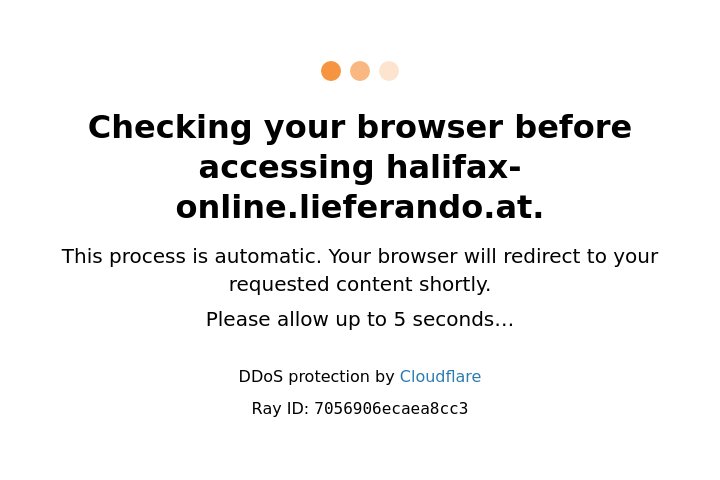 Checking your browser before
accessing halifax-
online.lieferando.at.
This process is automatic. Your browser will redirect to your
requested content shortly.
Please allow up to 5 seconds…
DDoS protection by Cloudflare
Ray ID: 7056906ecaea8cc3